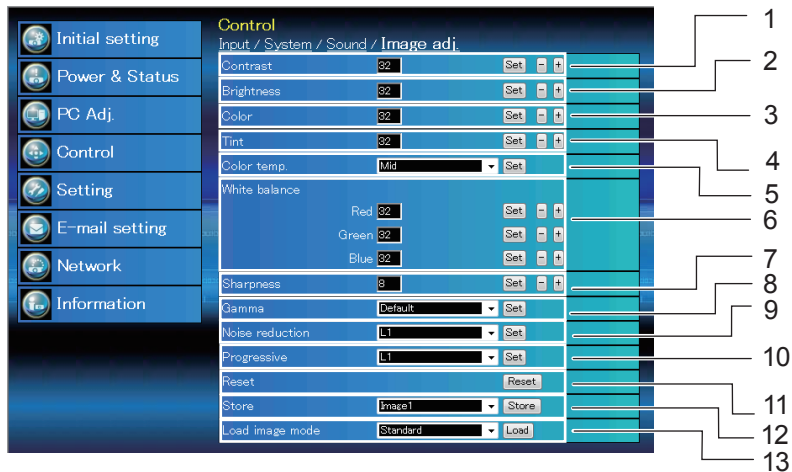 Initial setting
Power & Status
PC Adj.
Control
Setting
E-mail setting
Network
Information
Control
Input / System / Sound / Image adj.
Contrast 32 Set - +
Brightness 32 Set - +
Color 32 Set - +
Tint 32 Set - +
Color temp. Mid Set
White balance
Red 32 Set - +
Green 32 Set - +
Blue 32 Set - +
Sharpness 8 Set - +
Gamma Default Set
Noise reduction L1 Set
Progressive L1 Set
Reset Reset
Store Image1 Store
Load image mode Standard Load
1
2
3
4
5
6
7
8
9
10
11
12
13